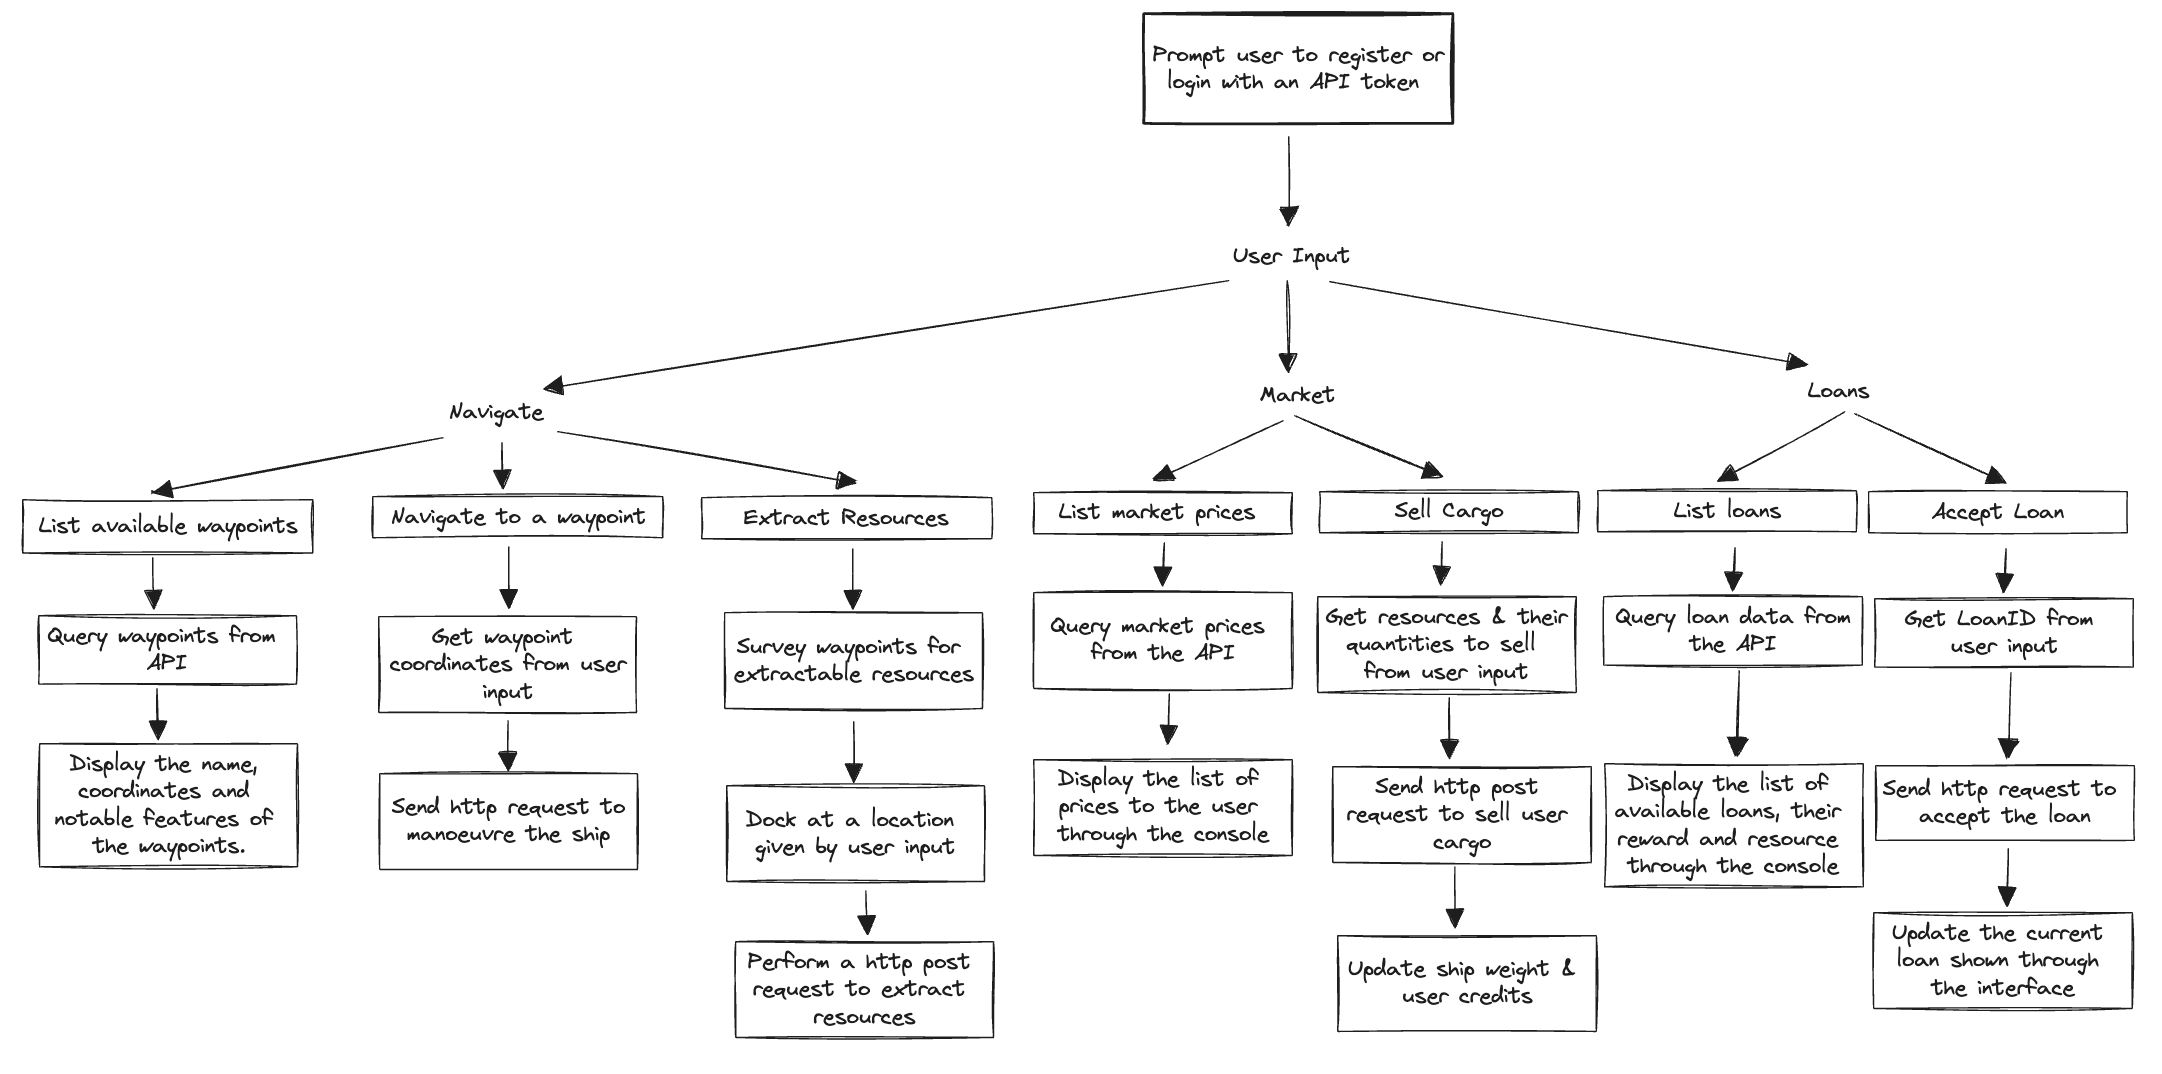 Prompt user to register or
login with an API token
User Input
Navigate
Market
Loans
List available waypoints
Navigate to a waypoint
Extract Resources
List market prices
Sell Cargo
List loans
Accept Loan
Query waypoints from
API
Get waypoint
coordinates from user
input
Survey waypoints for
extractable resources
Query market prices
from the API
Get resources & their
quantities to sell
from user input
Query loan data from
the API
Get LoanID from
user input
Display the name,
coordinates and
notable features of
the waypoints.
Send http request to
manoeuvre the ship
Dock at a location
given by user input
Display the list of
prices to the user
through the console
Send http post
request to sell user
cargo
Display the list of
available loans, their
reward and resource
through the console
Send http request to
accept the loan
Perform a http post
request to extract
resources
Update ship weight &
user credits
Update the current
loan shown through
the interface